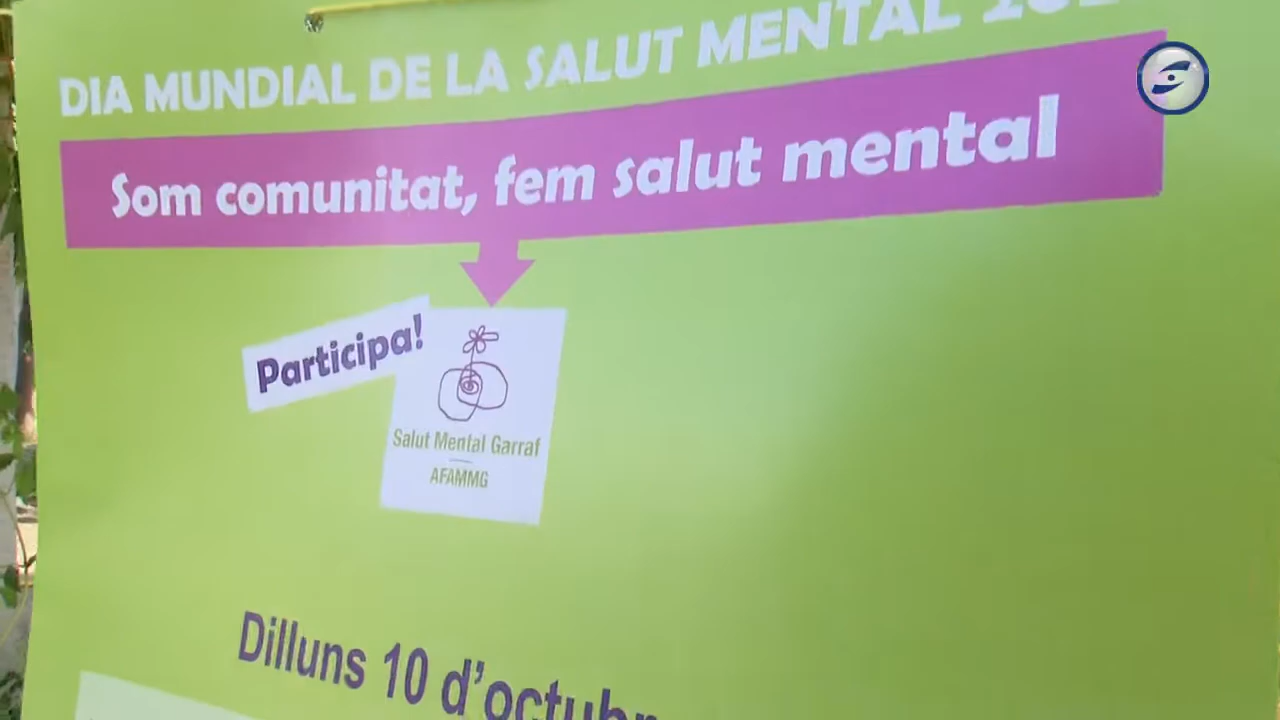 DIA MUNDIAL DE LA SALUT MENTAL
Som comunitat, fem salut mental
Participa!
Salut Mental Garraf
AFAMMG
Dilluns 10 d'octubr